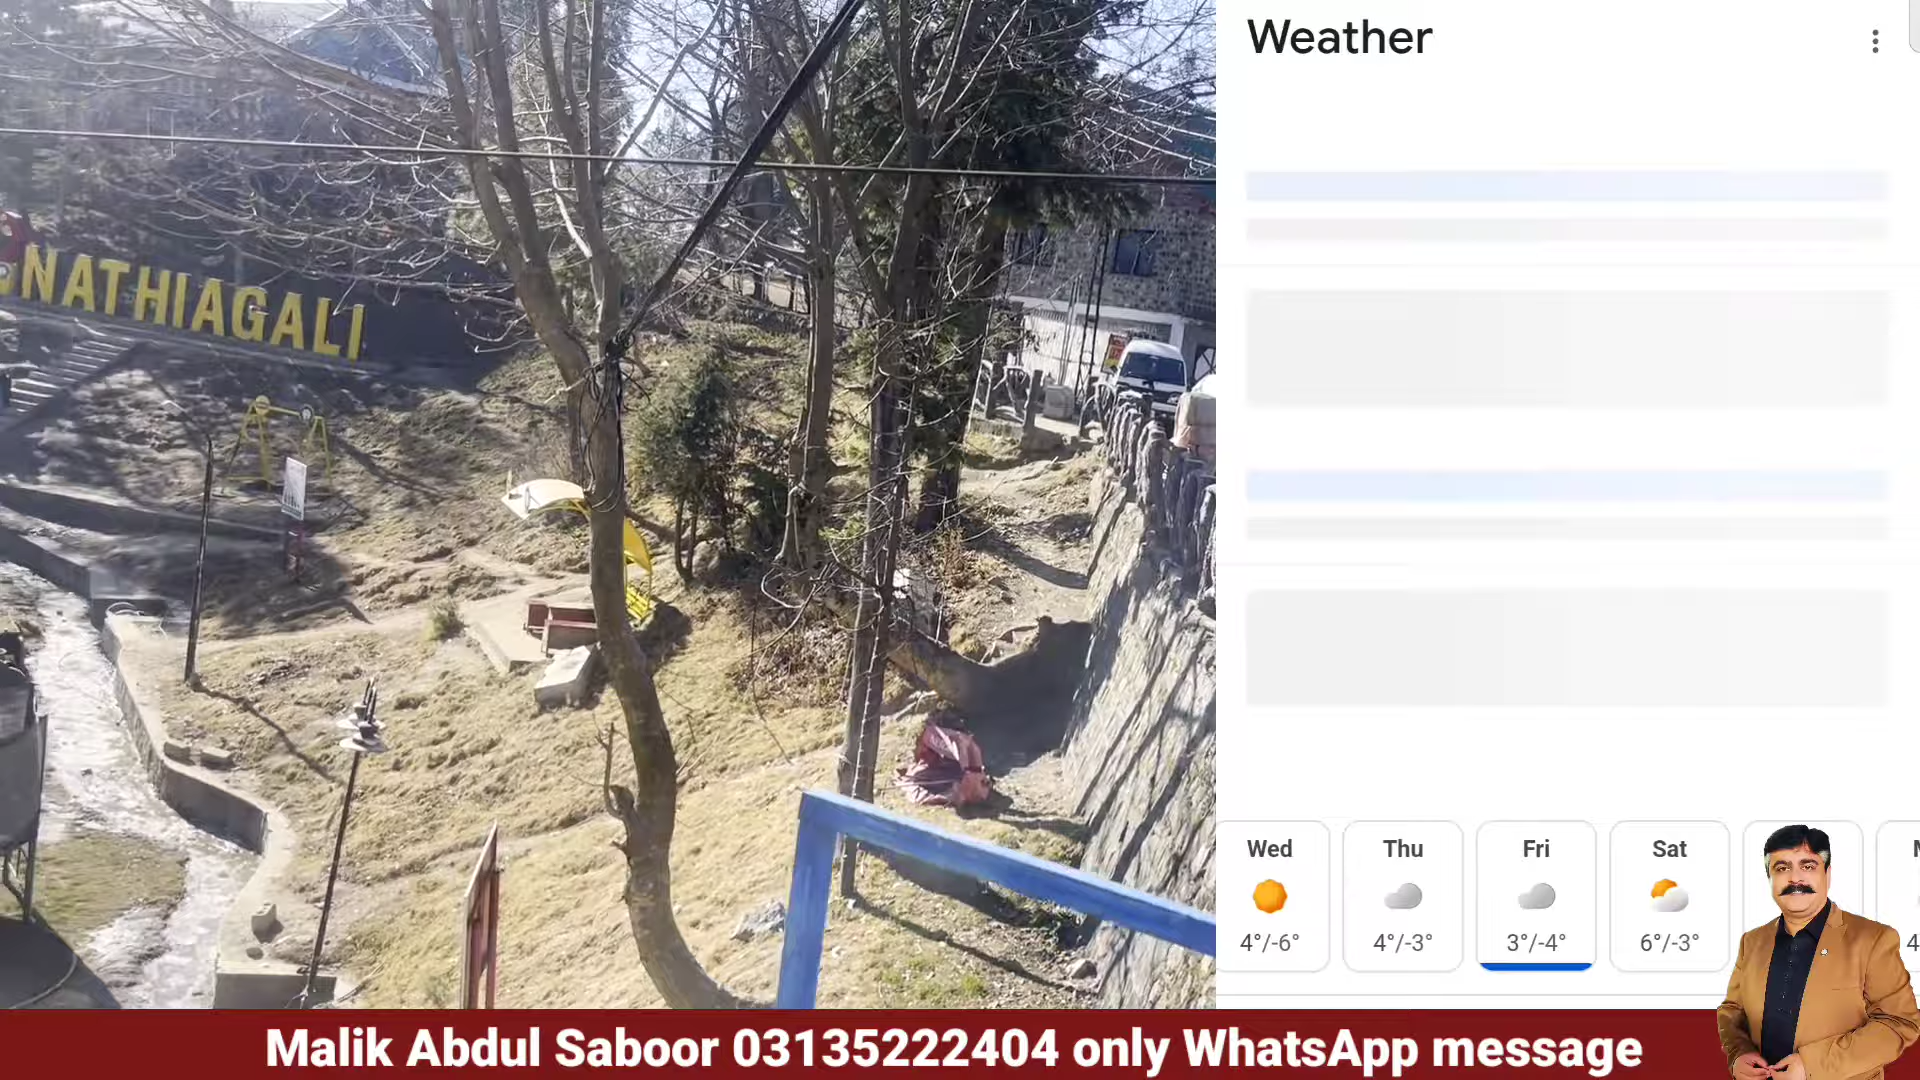 NATHIAGALI
Weather
Wed
Thu
Fri
Sat
4°/-6°
4°/-3°
3°/-4°
6°/-3°
Malik Abdul Saboor 03135222404 only WhatsApp message